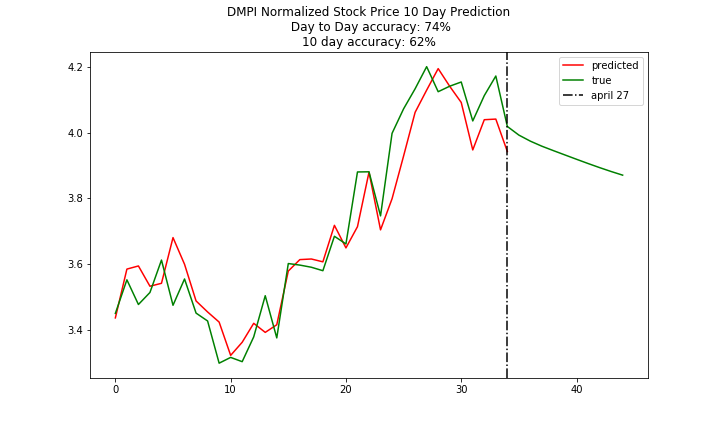 DMPI Normalized Stock Price 10 Day Prediction
Day to Day accuracy: 74%
10 day accuracy: 62%
predicted
true
april 27
4.2
4.0
3.8
3.6
3.4
0 10 20 30 40